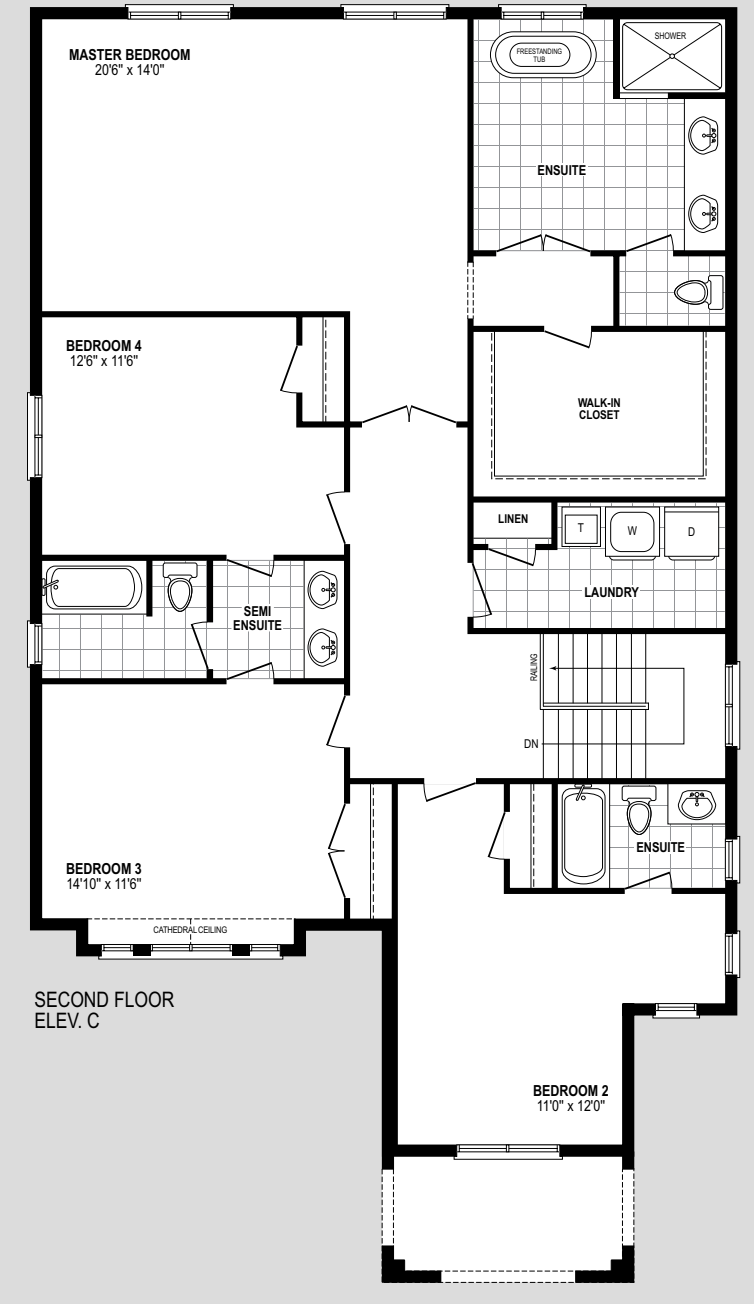 MASTER BEDROOM
20'6" x 14'0"
FREESTANDING
TUB
SHOWER
ENSUITE
BEDROOM 4
12'6" x 11'6"
WALK-IN
CLOSET
LINEN
T
W
D
LAUNDRY
SEMI
ENSUITE
RAILING
DN
BEDROOM 3
14'10" x 11'6"
CATHEDRAL CEILING
ENSUITE
SECOND FLOOR
ELEV. C
BEDROOM 2
11'0" x 12'0"